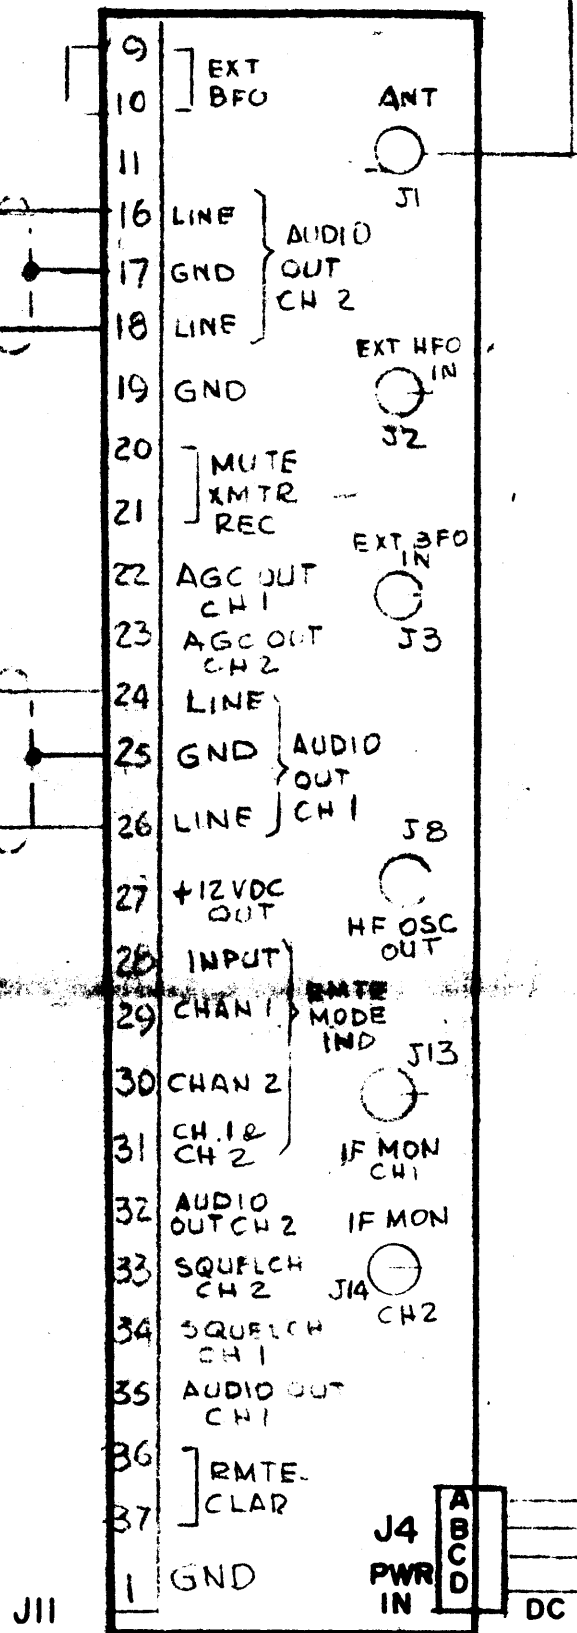 9
EXT
BFO
10
ANT
11
J1
16 LINE
AUDIO
OUT
CH 2
17 GND
18 LINE
EXT HFO
IN
19 GND
J2
20
MUTE
XMTR
REC
21
EXT BFO
IN
22 AGC OUT
CH 1
J3
23 AGC OUT
CH 2
24 LINE
25 GND
AUDIO
OUT
CH 1
26 LINE
J8
27 +12VDC
OUT
HF OSC
OUT
28 INPUT
RMTE
MODE
IND
29 CHAN 1
J13
30 CHAN 2
31 CH.1 &
CH 2
IF MON
CH1
32 AUDIO
OUT CH 2
IF MON
33 SQUELCH
CH 2
J14
CH2
34 SQUELCH
CH 1
35 AUDIO OUT
CH 1
36
RMTE
CLAR
37
A
J4 B
C
PWR D
IN
1 GND
J11
DC